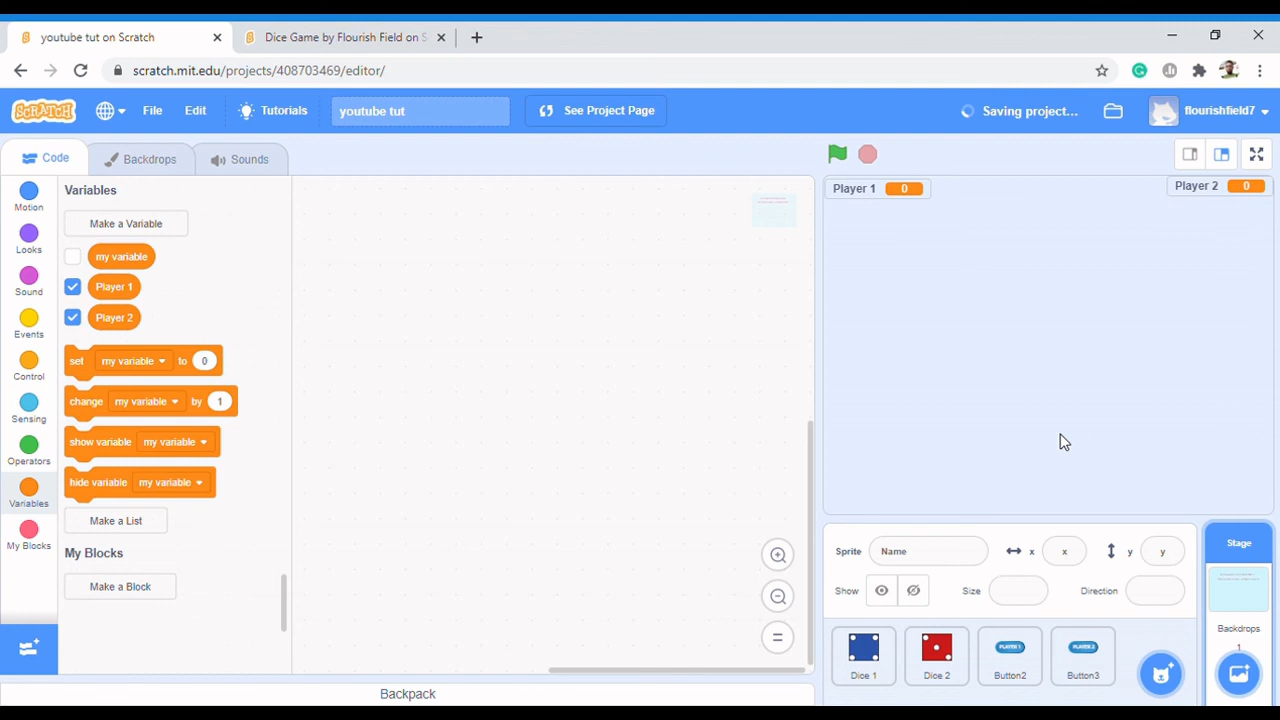 youtube tut on Scratch
Dice Game by Flourish Field on S
scratch.mit.edu/projects/408703469/editor/
SCRATCH
File
Edit
Tutorials
youtube tut
See Project Page
Saving project...
flourishfield7
Code
Backdrops
Sounds
Motion
Looks
Sound
Events
Control
Sensing
Operators
Variables
My Blocks
Variables
Make a Variable
my variable
Player 1
Player 2
set my variable to 0
change my variable by 1
show variable my variable
hide variable my variable
Make a List
My Blocks
Make a Block
Backpack
Player 1 0
Player 2 0
Sprite Name x x y y
Show Size Direction
Dice 1
Dice 2
PLAYER 1
Button2
PLAYER 2
Button3
Stage
Backdrops
1